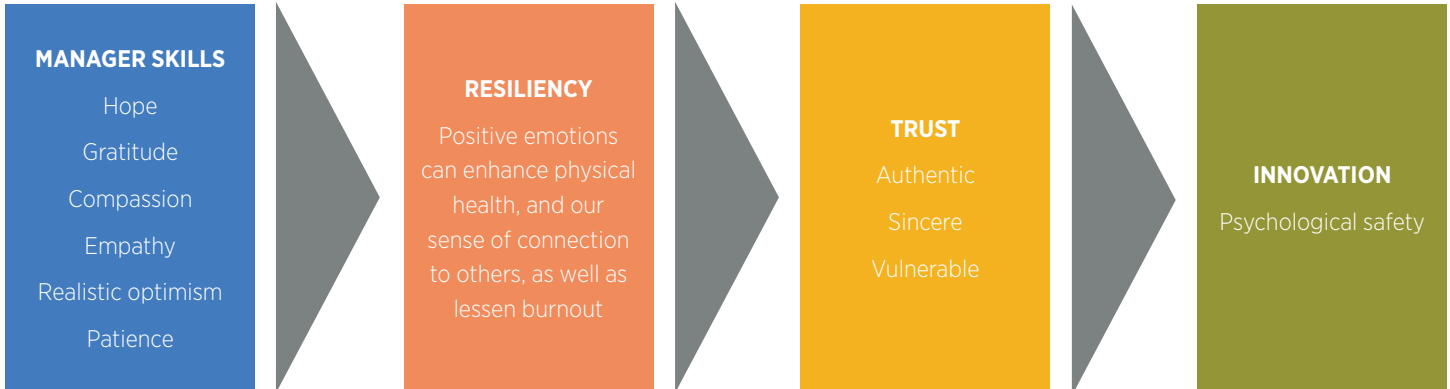 MANAGER SKILLS
Hope
Gratitude
Compassion
Empathy
Realistic optimism
Patience
RESILIENCY
Positive emotions
can enhance physical
health, and our
sense of connection
to others, as well as
lessen burnout
TRUST
Authentic
Sincere
Vulnerable
INNOVATION
Psychological safety